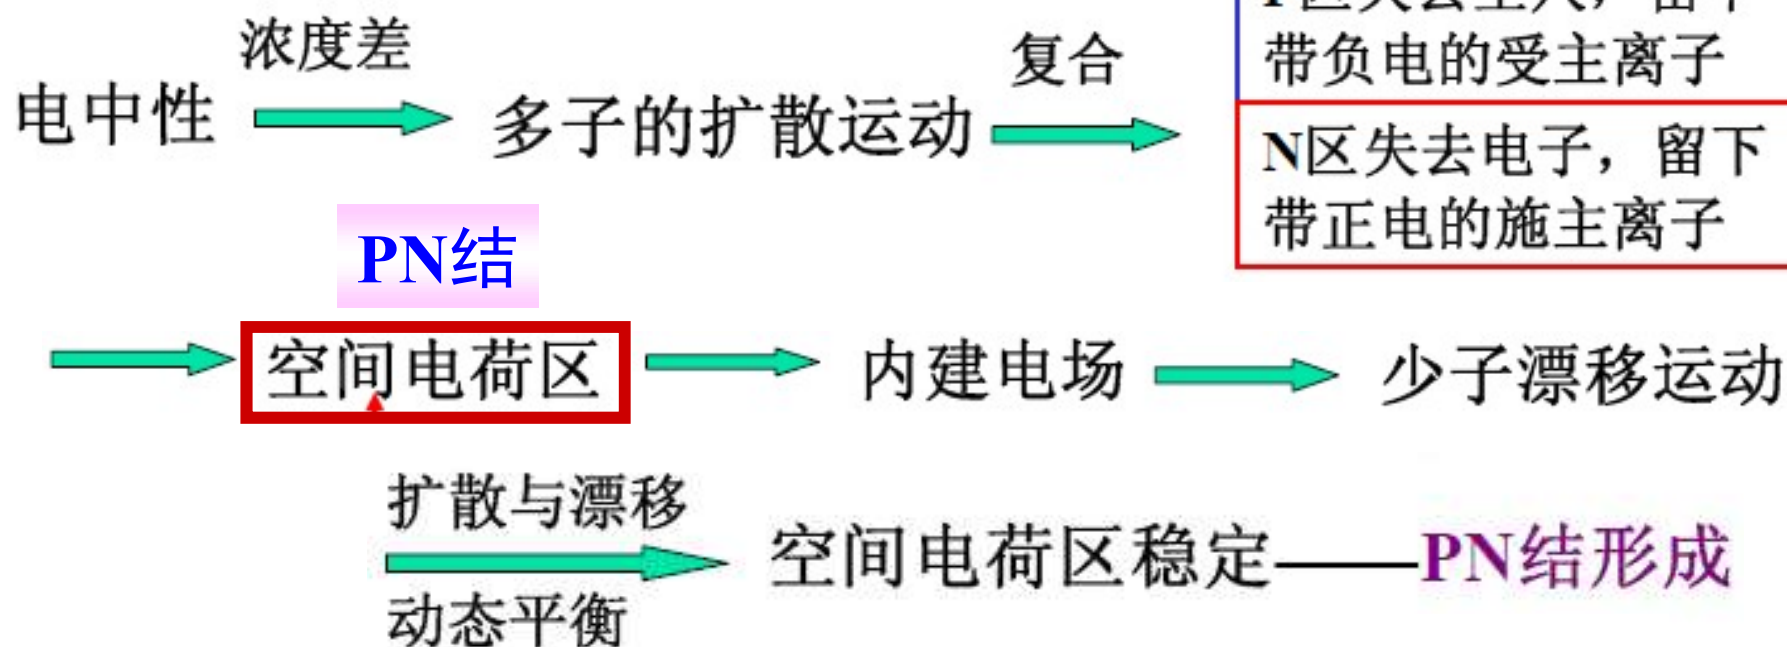 浓度差
电中性
多子的扩散运动
复合
带负电的受主离子
N区失去电子，留下
带正电的施主离子
PN结
空间电荷区
内建电场
少子漂移运动
扩散与漂移
动态平衡
空间电荷区稳定——PN结形成